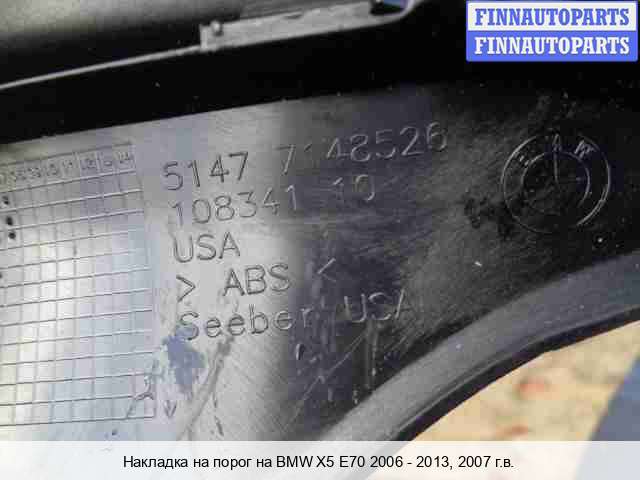 FINNAUTOPARTS
FINNAUTOPARTS
5147 7148526
108341 10
USA
> ABS <
Seeber USA
BMW
Накладка на порог на BMW X5 E70 2006 - 2013, 2007 г.в.